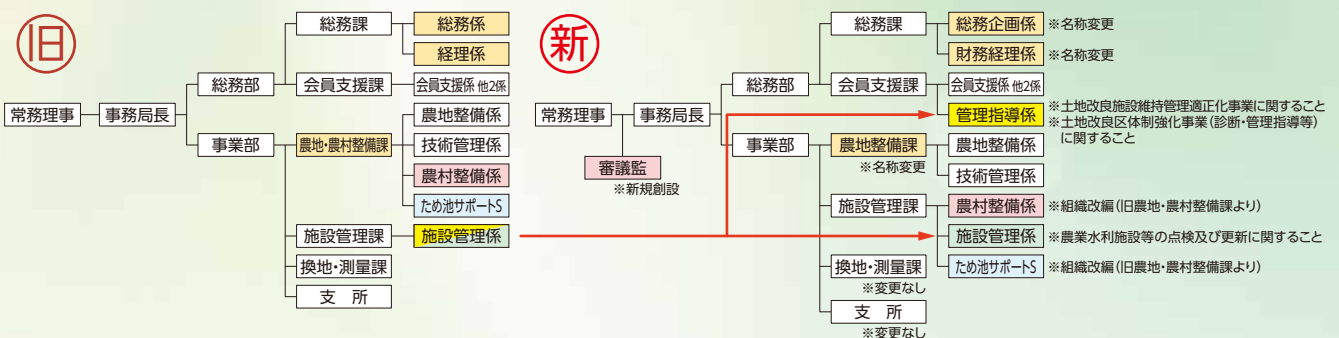 旧
総務課
総務係
経理係
総務部
会員支援課
会員支援係 他2係
常務理事
事務局長
農地整備係
事業部
農地・農村整備課
技術管理係
農村整備係
ため池サポートS
施設管理課
施設管理係
換地・測量課
支 所
新
総務課
総務企画係
※名称変更
財務経理係
※名称変更
総務部
会員支援課
会員支援係 他2係
常務理事
事務局長
管理指導係
※土地改良施設維持管理適正化事業に関すること
※土地改良区体制強化事業（診断・管理指導等）
に関すること
審議監
※新規創設
事業部
農地整備課
※名称変更
農地整備係
技術管理係
施設管理課
農村整備係
※組織改編（旧農地・農村整備課より）
施設管理係
※農業水利施設等の点検及び更新に関すること
ため池サポートS
※組織改編（旧農地・農村整備課より）
換地・測量課
※変更なし
支 所
※変更なし